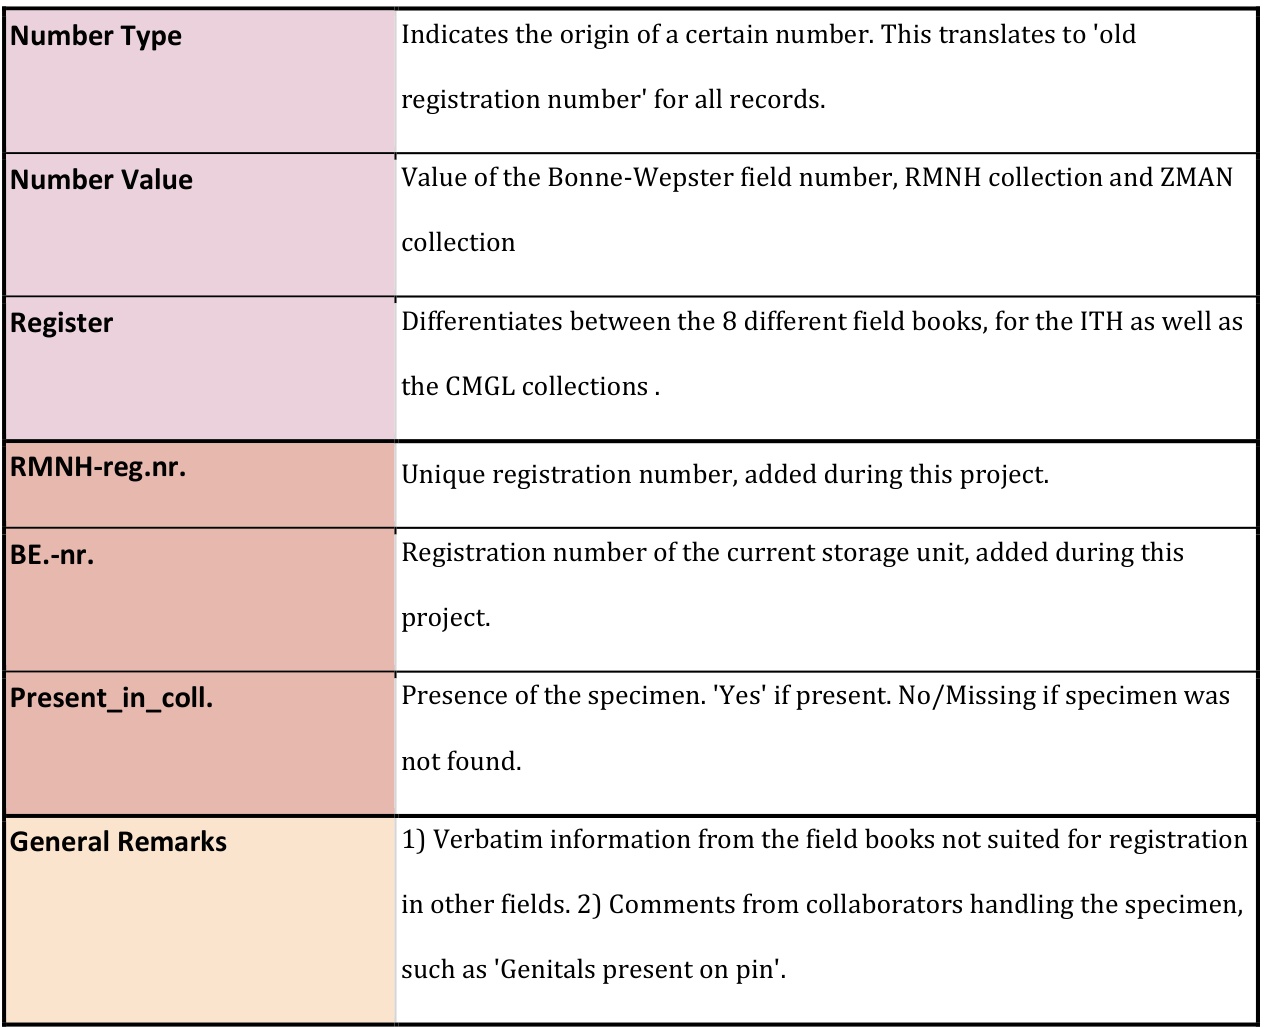 Number Type
Indicates the origin of a certain number. This translates to 'old
registration number' for all records.
Number Value
Value of the Bonne-Wepster field number, RMNH collection and ZMAN
collection
Register
Differentiates between the 8 different field books, for the ITH as well as
the CMGL collections .
RMNH-reg.nr.
Unique registration number, added during this project.
BE.-nr.
Registration number of the current storage unit, added during this
project.
Present_in_coll.
Presence of the specimen. 'Yes' if present. No/Missing if specimen was
not found.
General Remarks
1) Verbatim information from the field books not suited for registration
in other fields. 2) Comments from collaborators handling the specimen,
such as 'Genitals present on pin'.